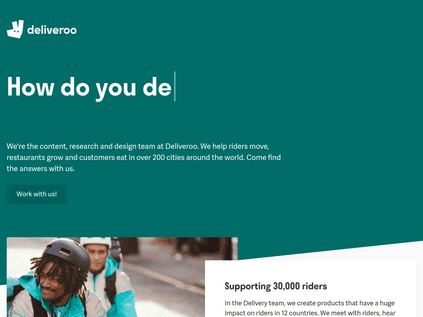 deliveroo
How do you de
We're the content, research and design team at Deliveroo. We help riders move,
restaurants grow and customers eat in over 200 cities around the world. Come find
the answers with us.
Work with us!
Supporting 30,000 riders
In the Delivery team, we create products that have a huge
impact on riders in 12 countries. We meet with riders, hear